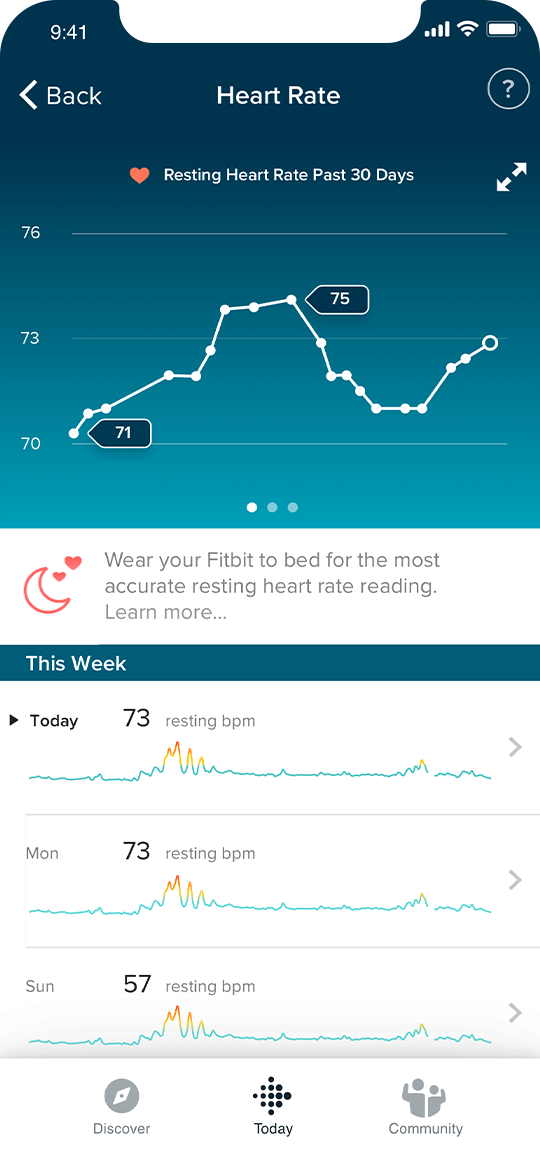 9:41
Back
Heart Rate
?
Resting Heart Rate Past 30 Days
76
75
73
71
70
Wear your Fitbit to bed for the most
accurate resting heart rate reading.
Learn more...
This Week
Today 73 resting bpm
Mon 73 resting bpm
Sun 57 resting bpm
Discover
Today
Community